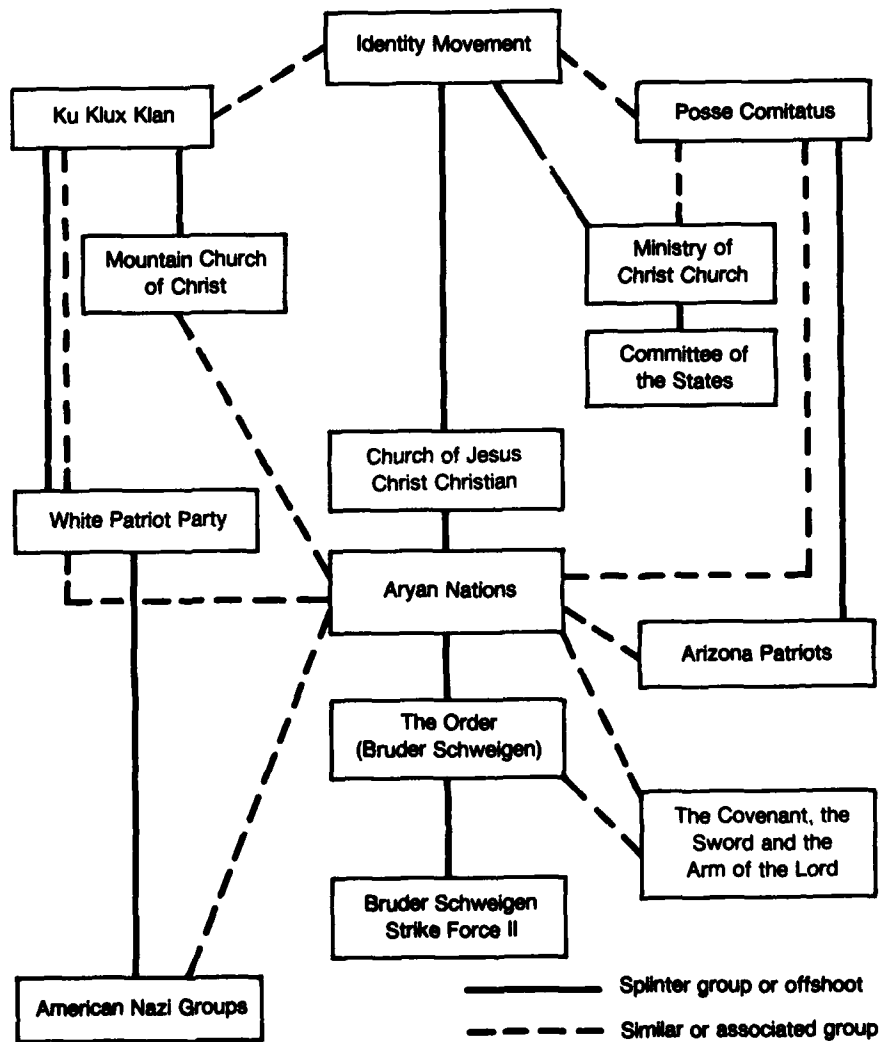 Identity Movement
Ku Klux Klan
Posse Comitatus
Mountain Church
of Christ
Ministry of
Christ Church
Committee of
the States
Church of Jesus
Christ Christian
White Patriot Party
Aryan Nations
Arizona Patriots
The Order
(Bruder Schweigen)
The Covenant, the
Sword and the
Arm of the Lord
Bruder Schweigen
Strike Force II
American Nazi Groups
Splinter group or offshoot
Similar or associated group